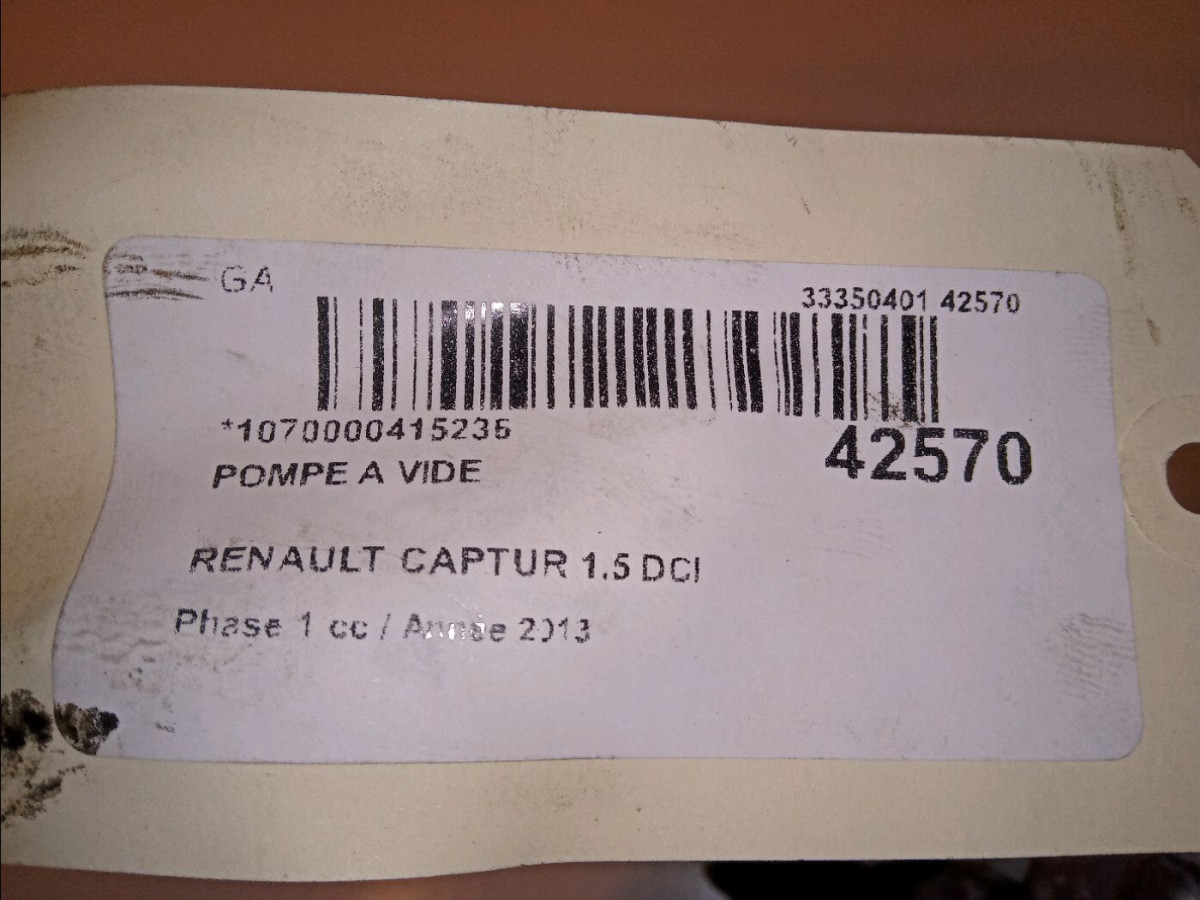 GA
33350401 42570
*1070000415236
42570
POMPE A VIDE
RENAULT CAPTUR 1.5 DCI
Phase 1 cc / Année 2013